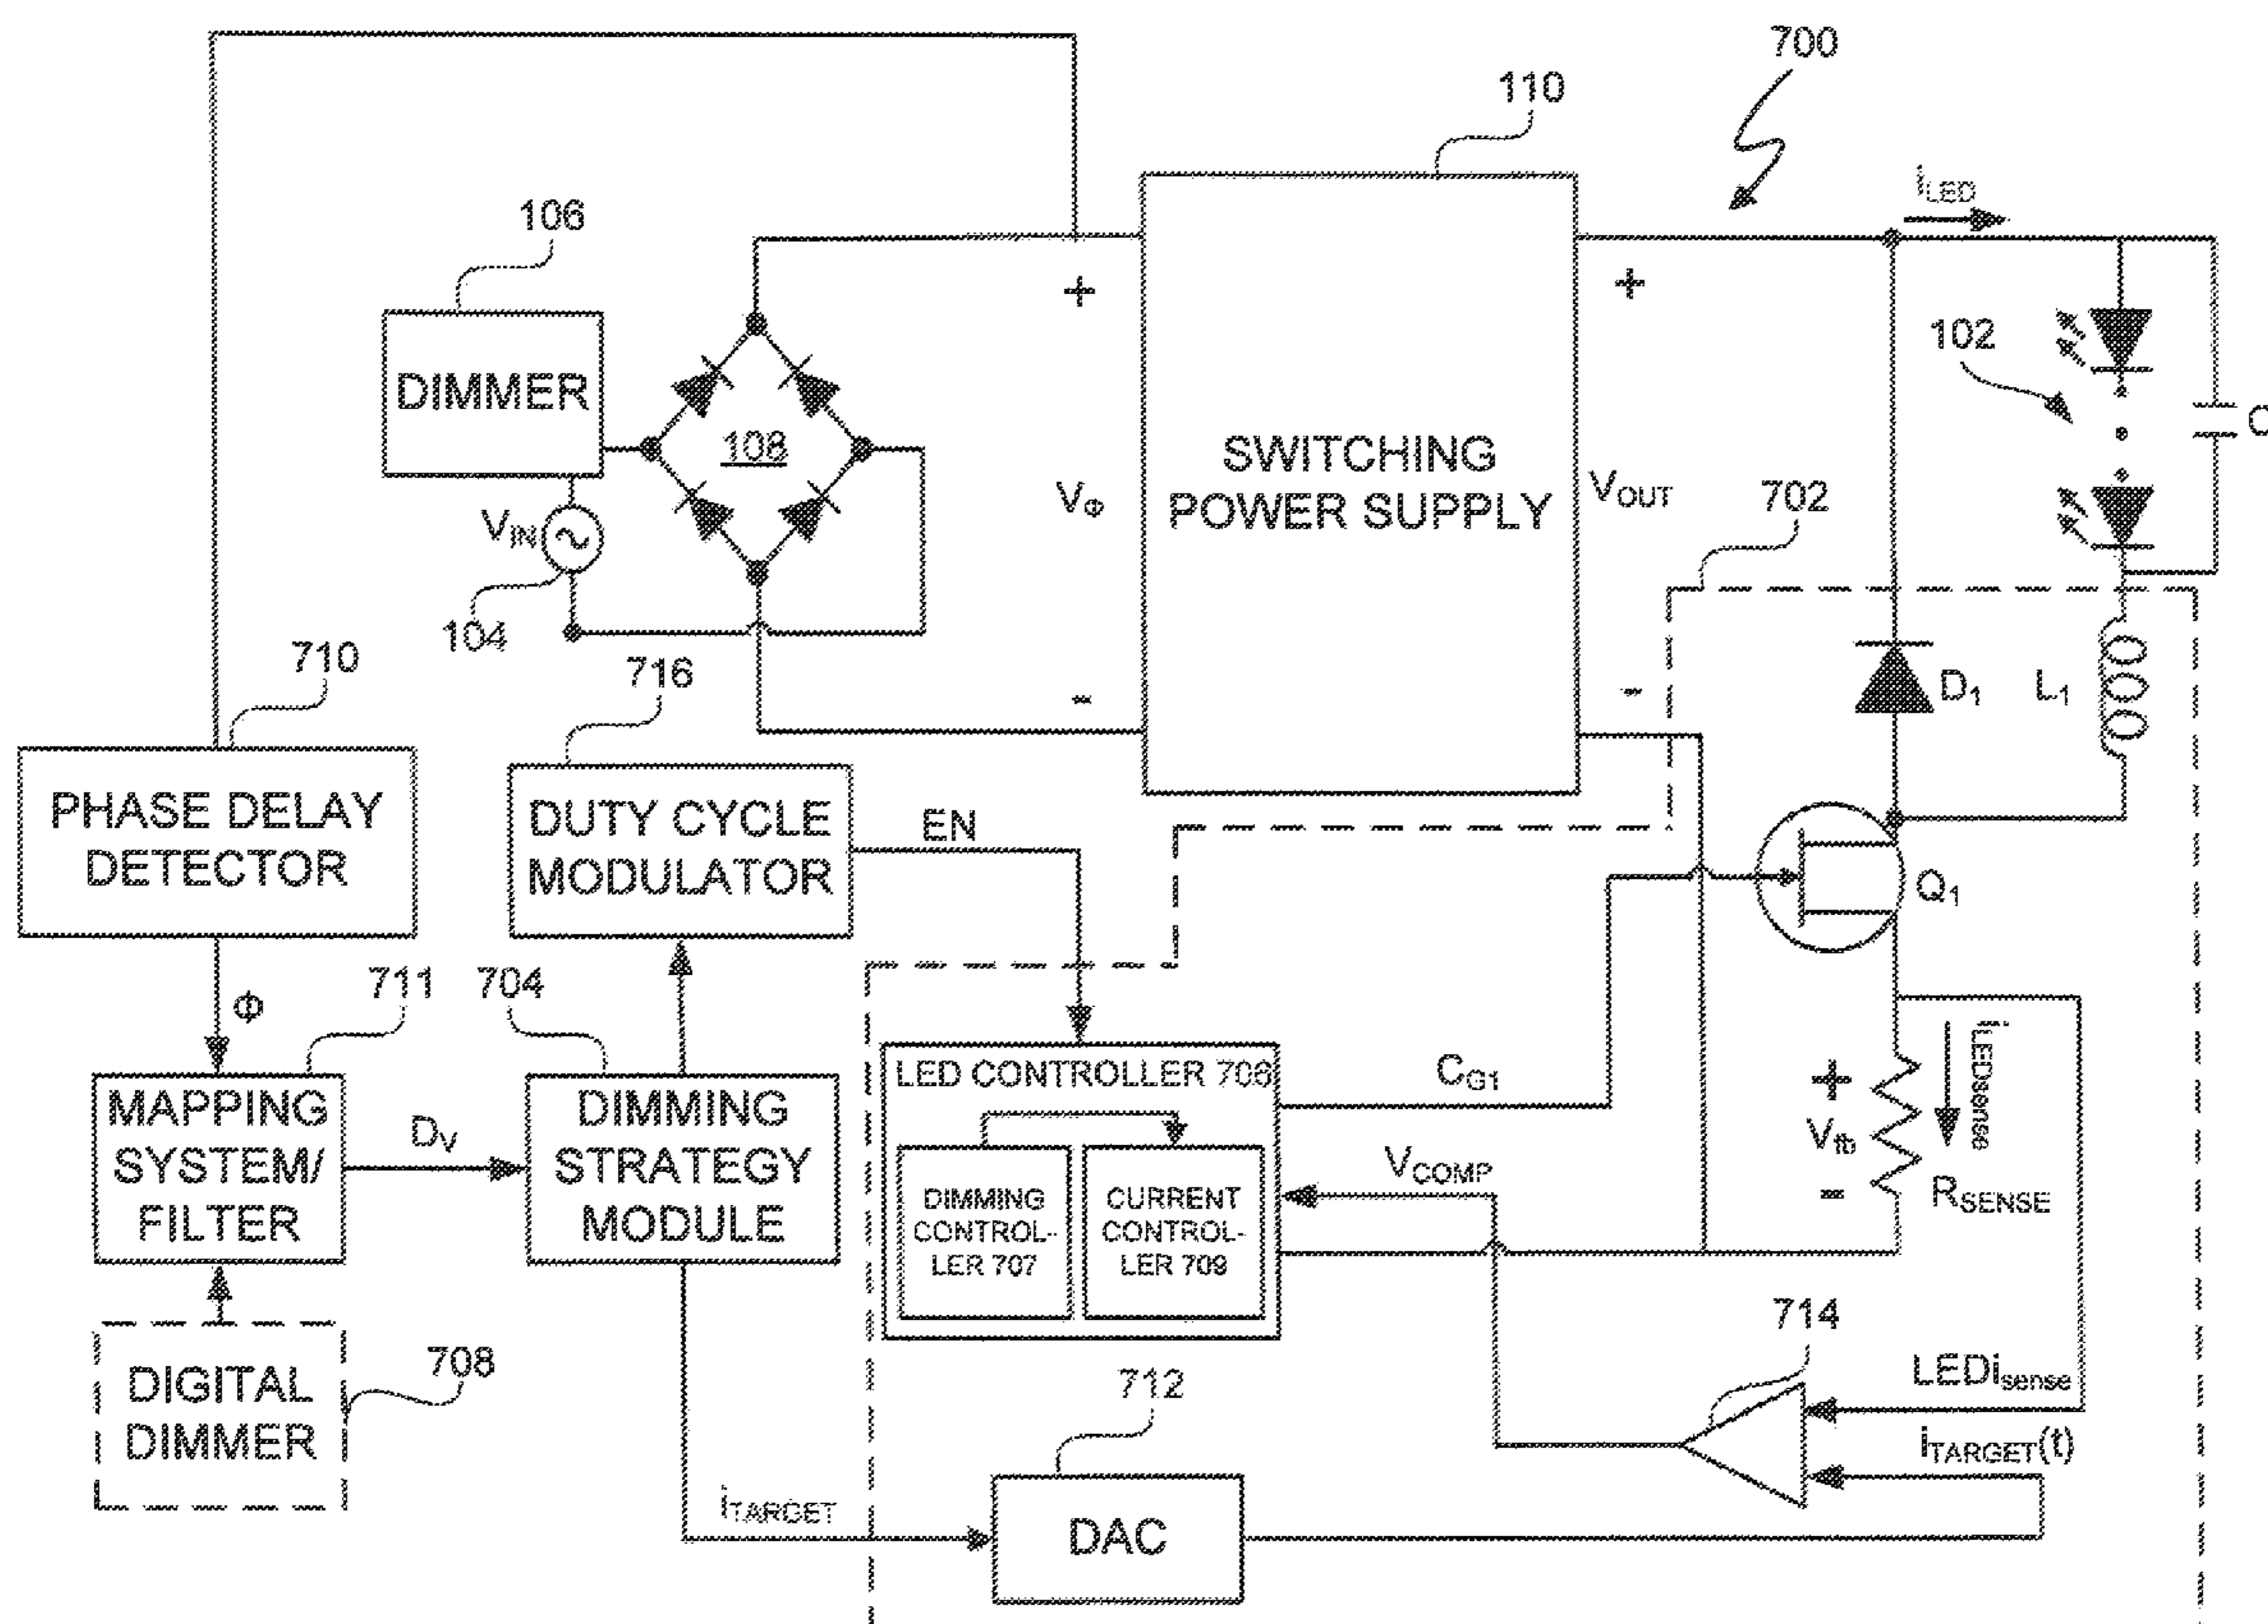 700
110
i LED
106
DIMMER
108
+
+
102
C
SWITCHING
POWER SUPPLY
VΦ
VOUT
702
VIN
104
710
716
-
-
D1
L1
PHASE DELAY
DETECTOR
DUTY CYCLE
MODULATOR
EN
Q1
711
704
Φ
LED CONTROLLER 706
CG1
iLEDsense
+
Vfb
-
RSENSE
MAPPING
SYSTEM/
FILTER
DV
DIMMING
STRATEGY
MODULE
VCOMP
DIMMING
CONTROL-
LER 707
CURRENT
CONTROL-
LER 709
714
DIGITAL
DIMMER
708
712
LEDisense
iTARGET(t)
iTARGET
DAC